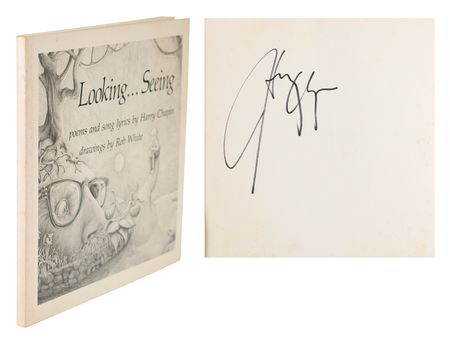 Looking... Seeing
poems and song lyrics by Harry Chapin
drawings by Rob White